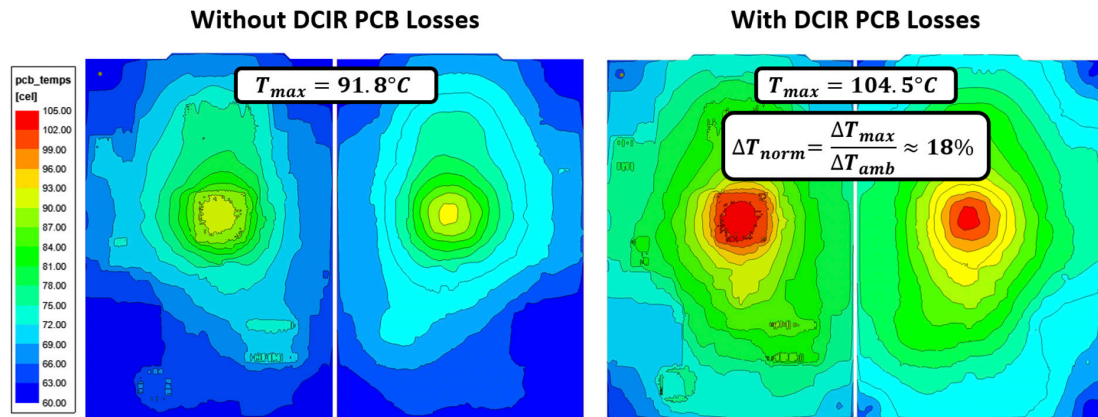 Without DCIR PCB Losses
With DCIR PCB Losses
pcb_temps
[cel]
105.00
102.00
99.00
96.00
93.00
90.00
87.00
84.00
81.00
78.00
75.00
72.00
69.00
66.00
63.00
60.00
T_max = 91.8°C
T_max = 104.5°C
ΔT_norm = ΔT_max / ΔT_amb ≈ 18%